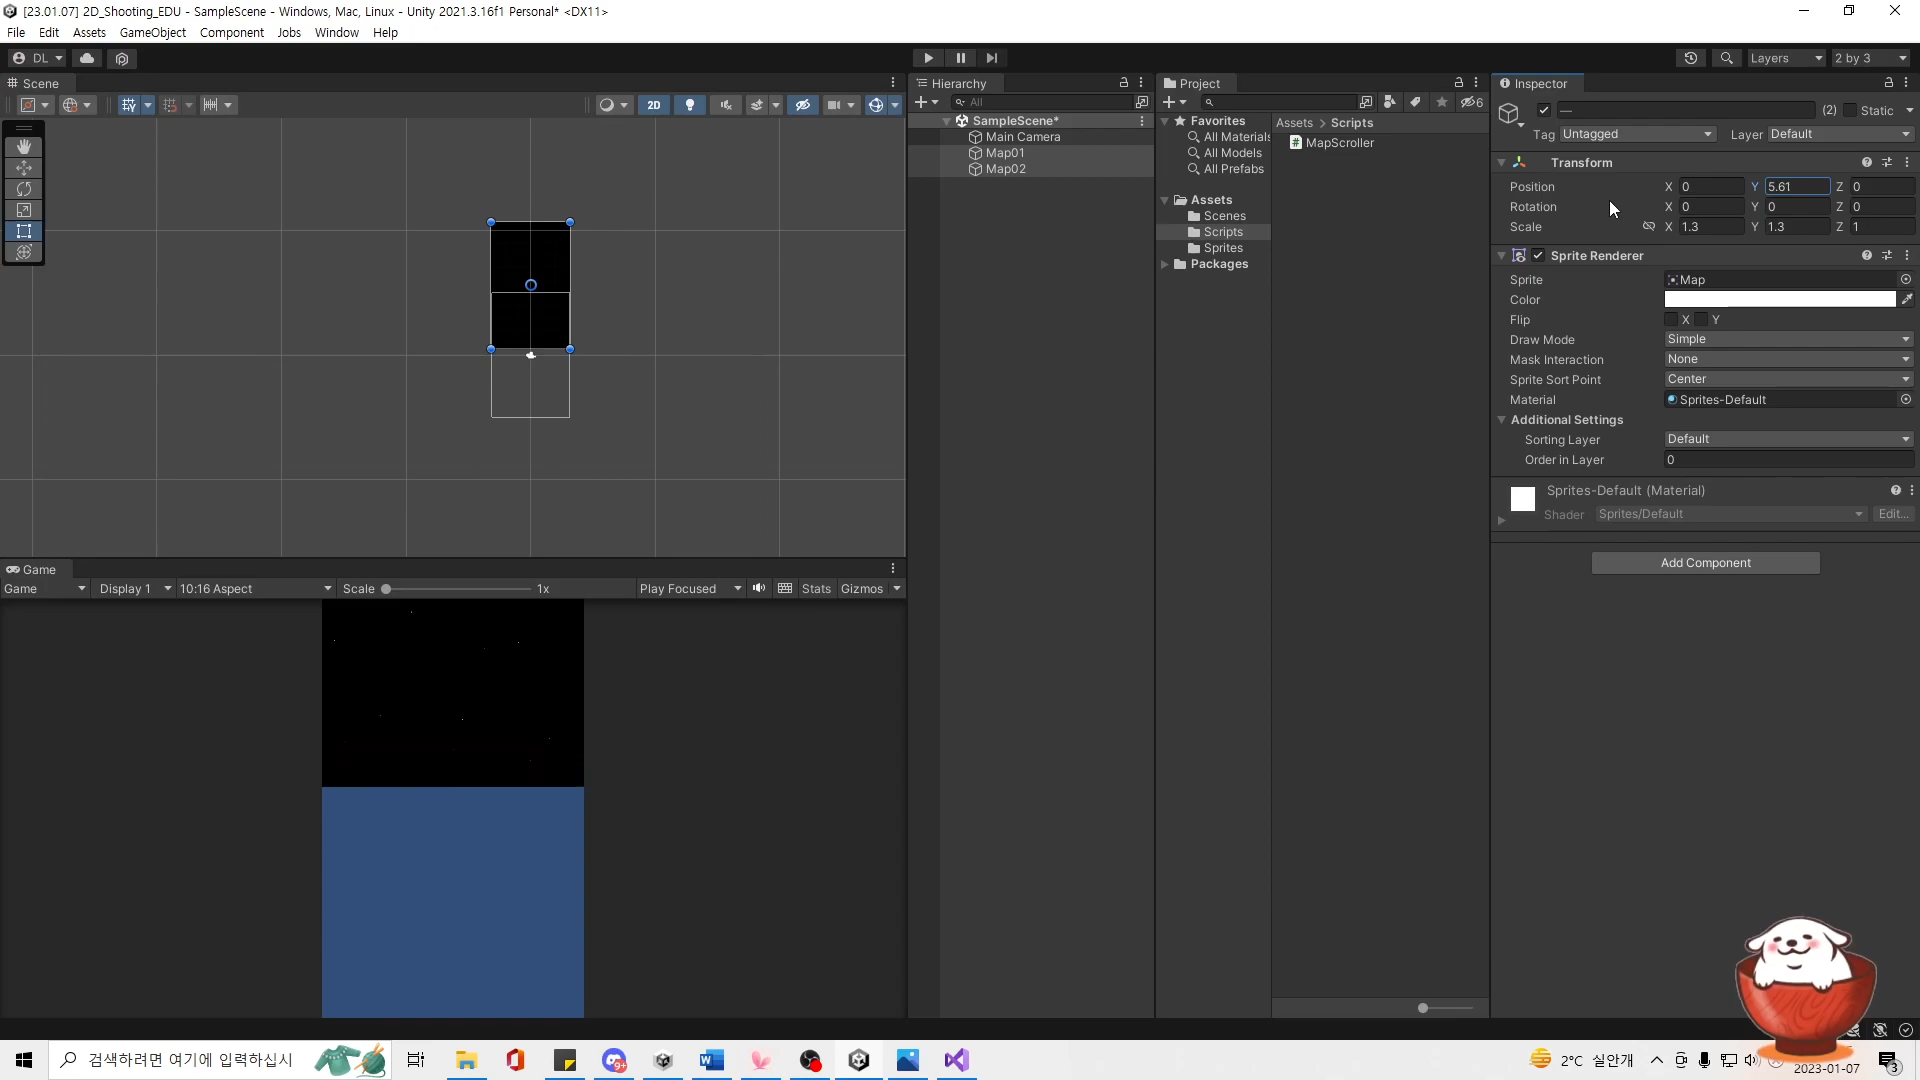 [23.01.07] 2D_Shooting_EDU - SampleScene - Windows, Mac, Linux - Unity 2021.3.16f1 Personal* <DX11>
File Edit Assets GameObject Component Jobs Window Help
DL Layers 2 by 3
Scene
2D
Hierarchy
All
SampleScene*
Main Camera
Map01
Map02
Project
6
Favorites
All Materials
All Models
All Prefabs
Assets
Scenes
Scripts
Sprites
Packages
Assets > Scripts
MapScroller
Inspector
— (2) Static
Tag Untagged Layer Default
Transform
Position X 0 Y 5.61 Z 0
Rotation X 0 Y 0 Z 0
Scale X 1.3 Y 1.3 Z 1
Sprite Renderer
Sprite Map
Color
Flip X Y
Draw Mode Simple
Mask Interaction None
Sprite Sort Point Center
Material Sprites-Default
Additional Settings
Sorting Layer Default
Order in Layer 0
Sprites-Default (Material)
Shader Sprites/Default Edit...
Add Component
Game
Game Display 1 10:16 Aspect Scale 1x Play Focused Stats Gizmos
검색하려면 여기에 입력하십시 9+ 2°C 실안개 3
2023-01-07